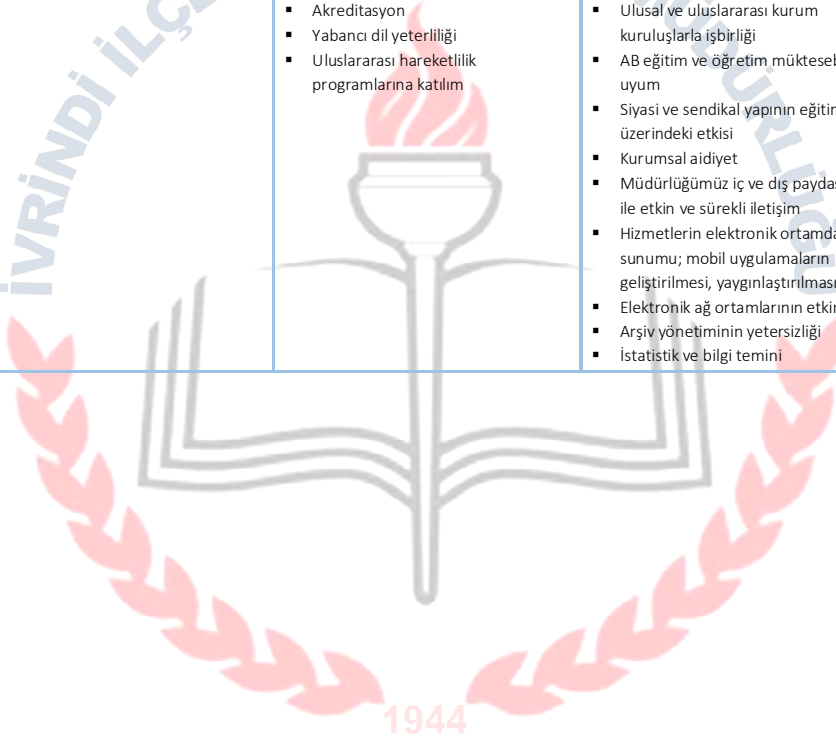 Akreditasyon
Yabancı dil yeterliliği
Uluslararası hareketlilik
programlarına katılım
Ulusal ve uluslararası kurum
kuruluşlarla işbirliği
AB eğitim ve öğretim
uyum
Siyasi ve sendikal yapının
üzerindeki etkisi
Kurumsal aidiyet
Müdürlüğümüz iç ve dış
ile etkin ve sürekli iletişim
Hizmetlerin elektronik
sunumu; mobil uygulamaların
geliştirilmesi, yaygınlaştırılması
Elektronik ağ ortamlarının
Arşiv yönetiminin yetersizliği
İstatistik ve bilgi temini
İVRİNDİ
1944